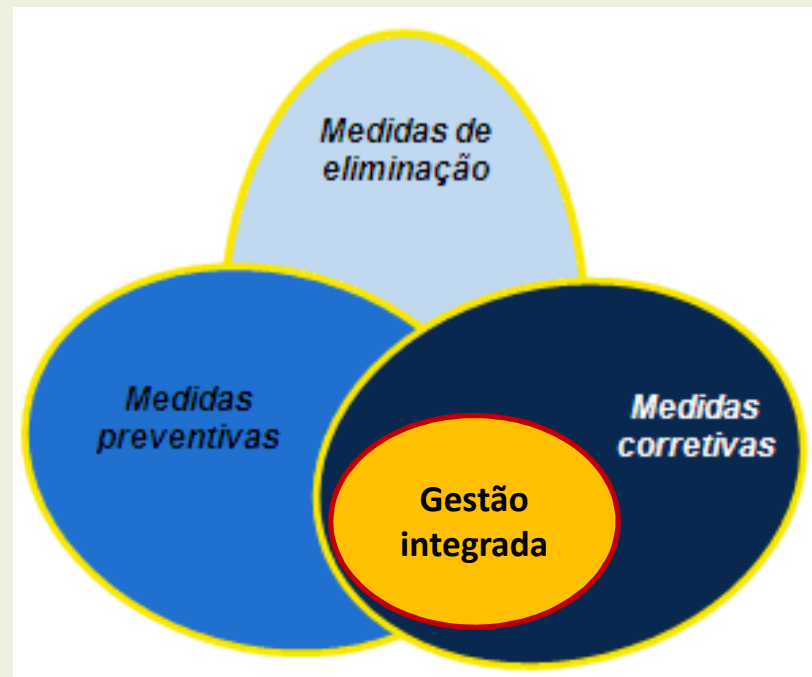 Medidas de
eliminação
Medidas
preventivas
Medidas
corretivas
Gestão
integrada